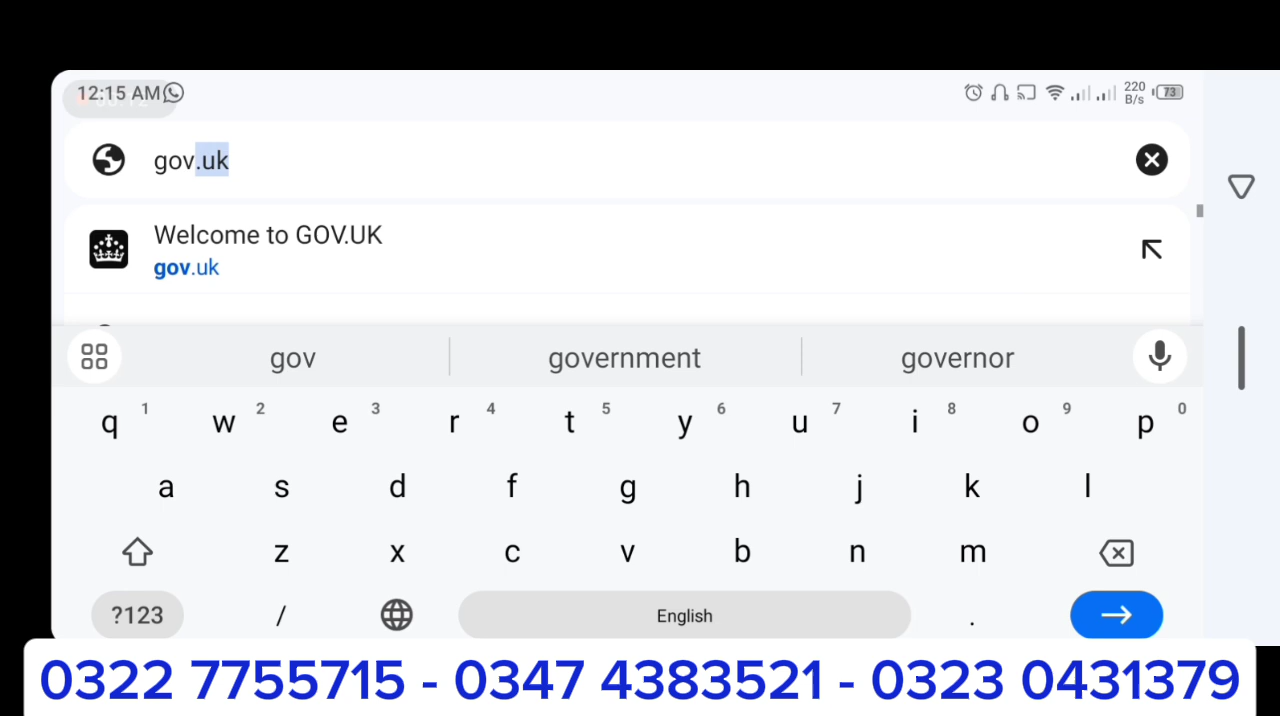 12:15 AM 220 B/s 73
gov.uk
Welcome to GOV.UK
gov.uk
gov government governor
q 1 w 2 e 3 r 4 t 5 y 6 u 7 i 8 o 9 p 0
a s d f g h j k l
z x c v b n m
?123 / English .
0322 7755715 - 0347 4383521 - 0323 0431379